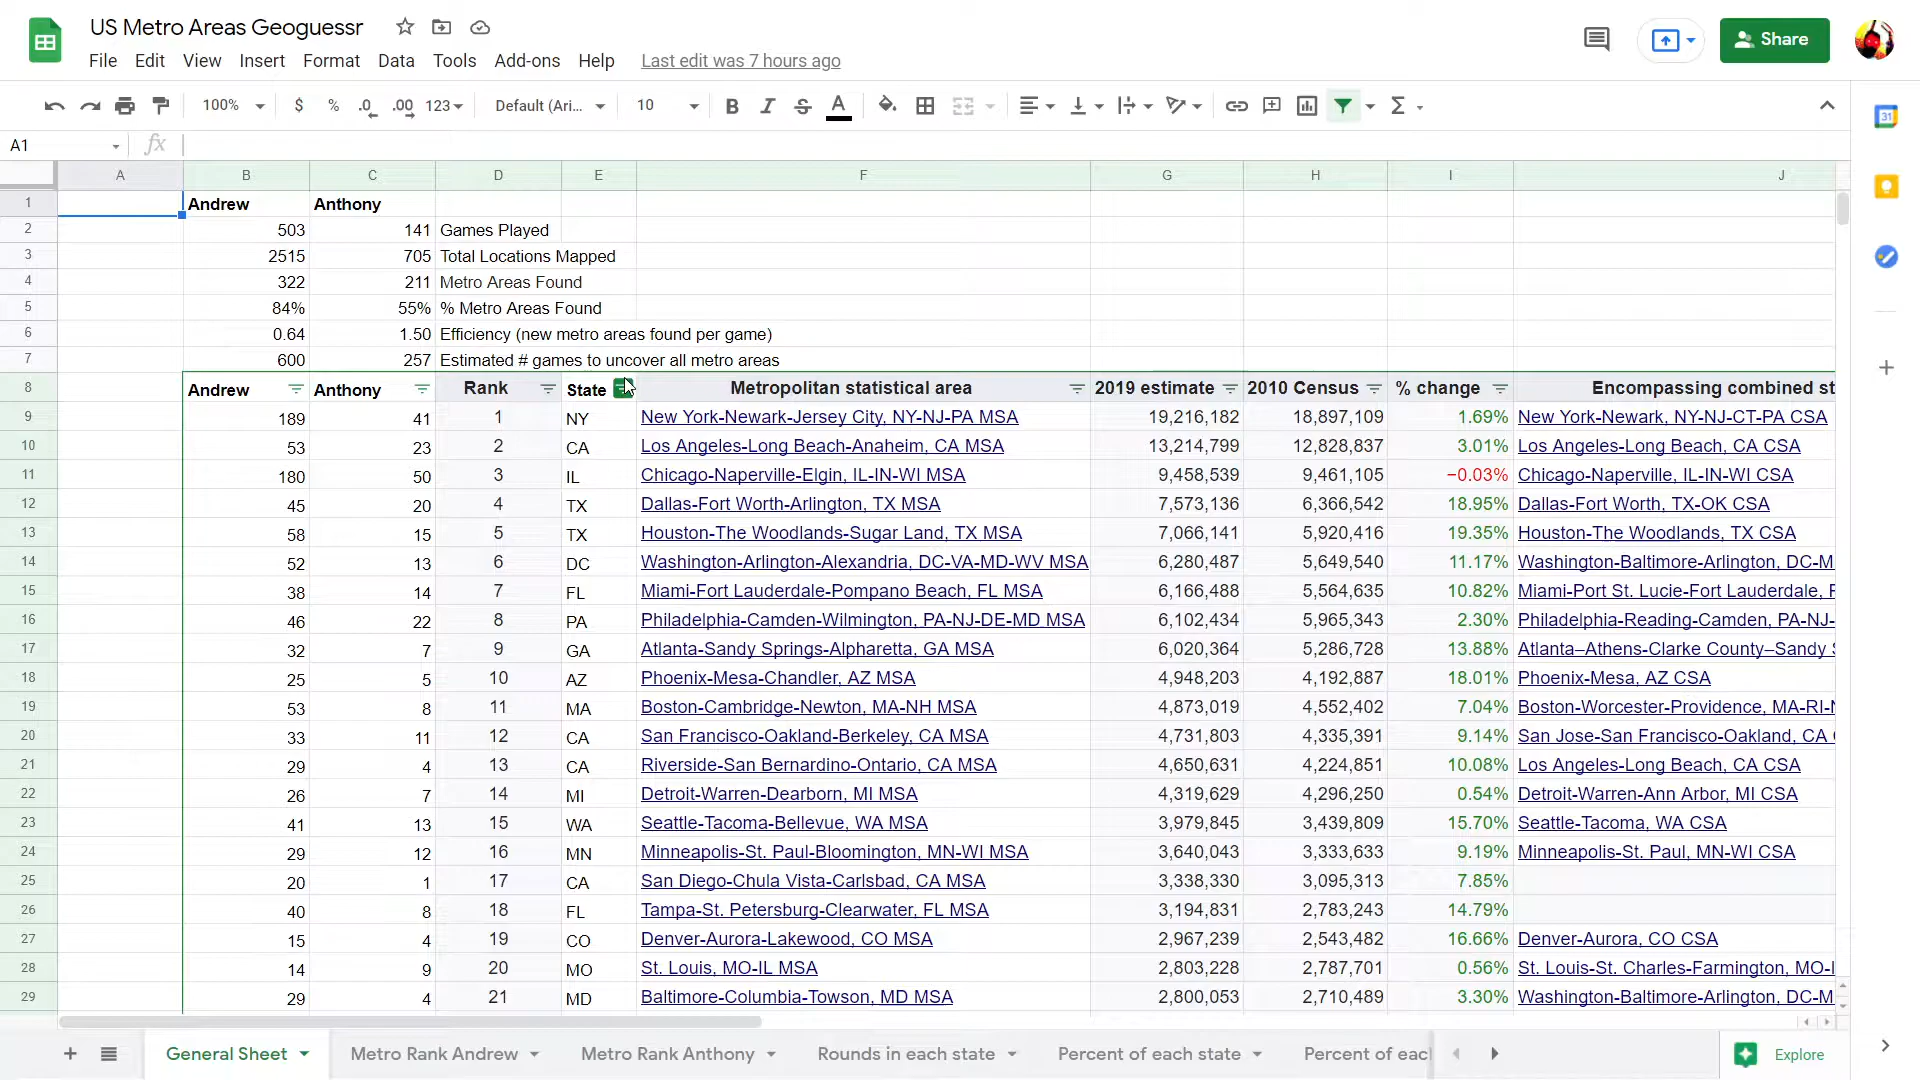 US Metro Areas Geoguessr
File Edit View Insert Format Data Tools Add-ons Help Last edit was 7 hours ago
Share
100% $ % .0 .00 123 Default (Ari... 10 B I S A Σ
31
A1 fx
A B C D E F G H I J
1 Andrew Anthony
2 503 141 Games Played
3 2515 705 Total Locations Mapped
4 322 211 Metro Areas Found
5 84% 55% % Metro Areas Found
6 0.64 1.50 Efficiency (new metro areas found per game)
7 600 257 Estimated # games to uncover all metro areas
8 Andrew Anthony Rank State Metropolitan statistical area 2019 estimate 2010 Census % change Encompassing combined st
9 189 41 1 NY New York-Newark-Jersey City, NY-NJ-PA MSA 19,216,182 18,897,109 1.69% New York-Newark, NY-NJ-CT-PA CSA
10 53 23 2 CA Los Angeles-Long Beach-Anaheim, CA MSA 13,214,799 12,828,837 3.01% Los Angeles-Long Beach, CA CSA
11 180 50 3 IL Chicago-Naperville-Elgin, IL-IN-WI MSA 9,458,539 9,461,105 −0.03% Chicago-Naperville, IL-IN-WI CSA
12 45 20 4 TX Dallas-Fort Worth-Arlington, TX MSA 7,573,136 6,366,542 18.95% Dallas-Fort Worth, TX-OK CSA
13 58 15 5 TX Houston-The Woodlands-Sugar Land, TX MSA 7,066,141 5,920,416 19.35% Houston-The Woodlands, TX CSA
14 52 13 6 DC Washington-Arlington-Alexandria, DC-VA-MD-WV MSA 6,280,487 5,649,540 11.17% Washington-Baltimore-Arlington, DC-M
15 38 14 7 FL Miami-Fort Lauderdale-Pompano Beach, FL MSA 6,166,488 5,564,635 10.82% Miami-Port St. Lucie-Fort Lauderdale, F
16 46 22 8 PA Philadelphia-Camden-Wilmington, PA-NJ-DE-MD MSA 6,102,434 5,965,343 2.30% Philadelphia-Reading-Camden, PA-NJ-
17 32 7 9 GA Atlanta-Sandy Springs-Alpharetta, GA MSA 6,020,364 5,286,728 13.88% Atlanta–Athens-Clarke County–Sandy S
18 25 5 10 AZ Phoenix-Mesa-Chandler, AZ MSA 4,948,203 4,192,887 18.01% Phoenix-Mesa, AZ CSA
19 53 8 11 MA Boston-Cambridge-Newton, MA-NH MSA 4,873,019 4,552,402 7.04% Boston-Worcester-Providence, MA-RI-N
20 33 11 12 CA San Francisco-Oakland-Berkeley, CA MSA 4,731,803 4,335,391 9.14% San Jose-San Francisco-Oakland, CA
21 29 4 13 CA Riverside-San Bernardino-Ontario, CA MSA 4,650,631 4,224,851 10.08% Los Angeles-Long Beach, CA CSA
22 26 7 14 MI Detroit-Warren-Dearborn, MI MSA 4,319,629 4,296,250 0.54% Detroit-Warren-Ann Arbor, MI CSA
23 41 13 15 WA Seattle-Tacoma-Bellevue, WA MSA 3,979,845 3,439,809 15.70% Seattle-Tacoma, WA CSA
24 29 12 16 MN Minneapolis-St. Paul-Bloomington, MN-WI MSA 3,640,043 3,333,633 9.19% Minneapolis-St. Paul, MN-WI CSA
25 20 1 17 CA San Diego-Chula Vista-Carlsbad, CA MSA 3,338,330 3,095,313 7.85%
26 40 8 18 FL Tampa-St. Petersburg-Clearwater, FL MSA 3,194,831 2,783,243 14.79%
27 15 4 19 CO Denver-Aurora-Lakewood, CO MSA 2,967,239 2,543,482 16.66% Denver-Aurora, CO CSA
28 14 9 20 MO St. Louis, MO-IL MSA 2,803,228 2,787,701 0.56% St. Louis-St. Charles-Farmington, MO-I
29 29 4 21 MD Baltimore-Columbia-Towson, MD MSA 2,800,053 2,710,489 3.30% Washington-Baltimore-Arlington, DC-M
General Sheet Metro Rank Andrew Metro Rank Anthony Rounds in each state Percent of each state Percent of eacl Explore